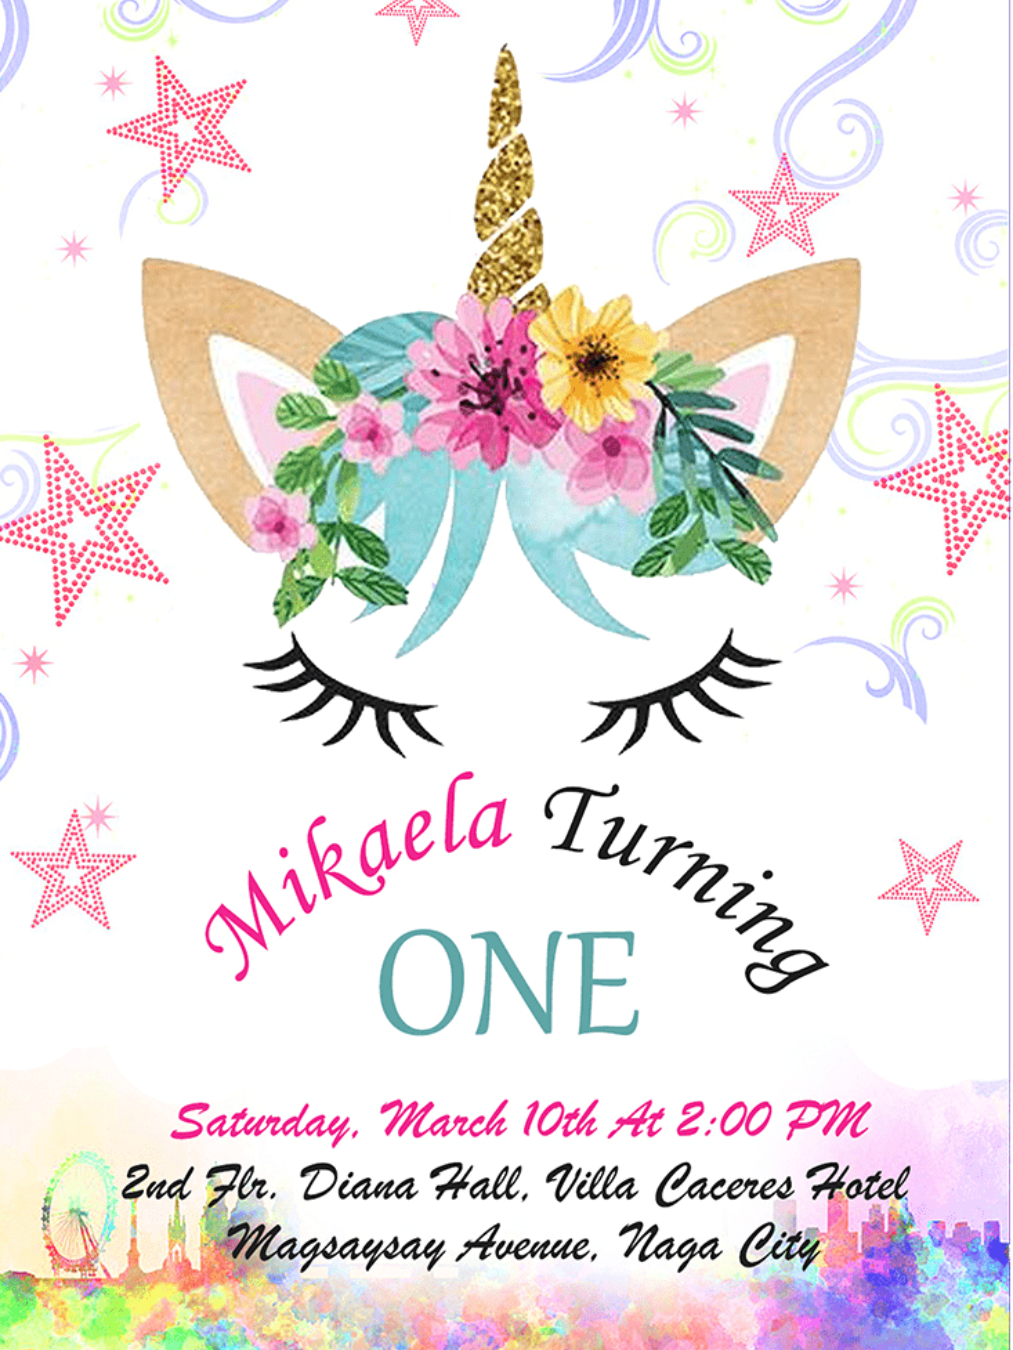 Mikaela Turning
ONE
Saturday, March 10th At 2:00 PM
2nd Flr. Diana Hall, Villa Caceres Hotel
Magsaysay Avenue, Naga City